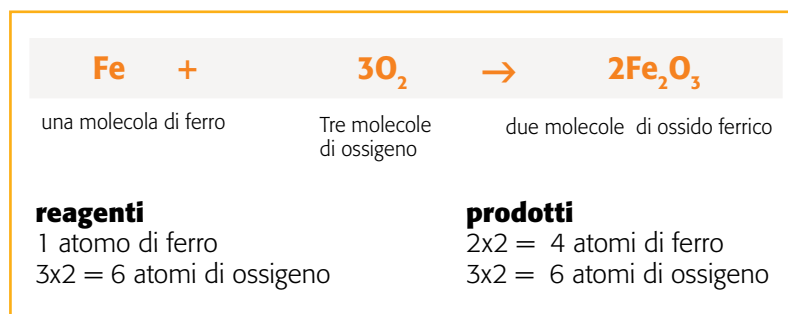 Fe + 3O₂ → 2Fe₂O₃
una molecola di ferro
Tre molecole
di ossigeno
due molecole di ossido ferrico
reagenti
1 atomo di ferro
3x2 = 6 atomi di ossigeno
prodotti
2x2 = 4 atomi di ferro
3x2 = 6 atomi di ossigeno